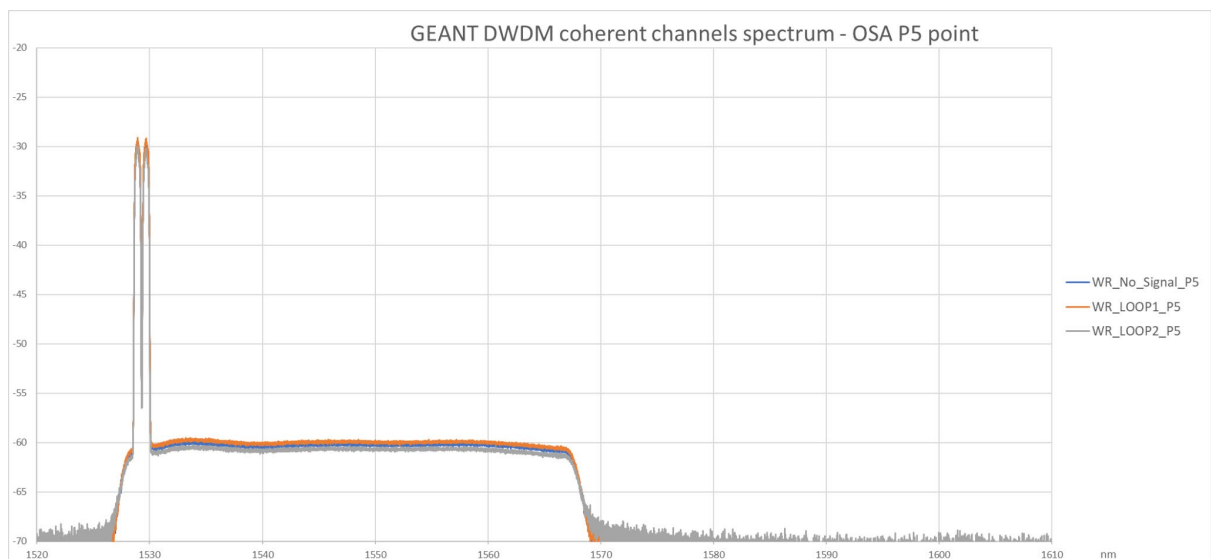 GEANT DWDM coherent channels spectrum - OSA P5 point
-20
-25
-30
-35
-40
-45
-50
-55
-60
-65
-70
1520 1530 1540 1550 1560 1570 1580 1590 1600 nm 1610
WR_No_Signal_P5
WR_LOOP1_P5
WR_LOOP2_P5